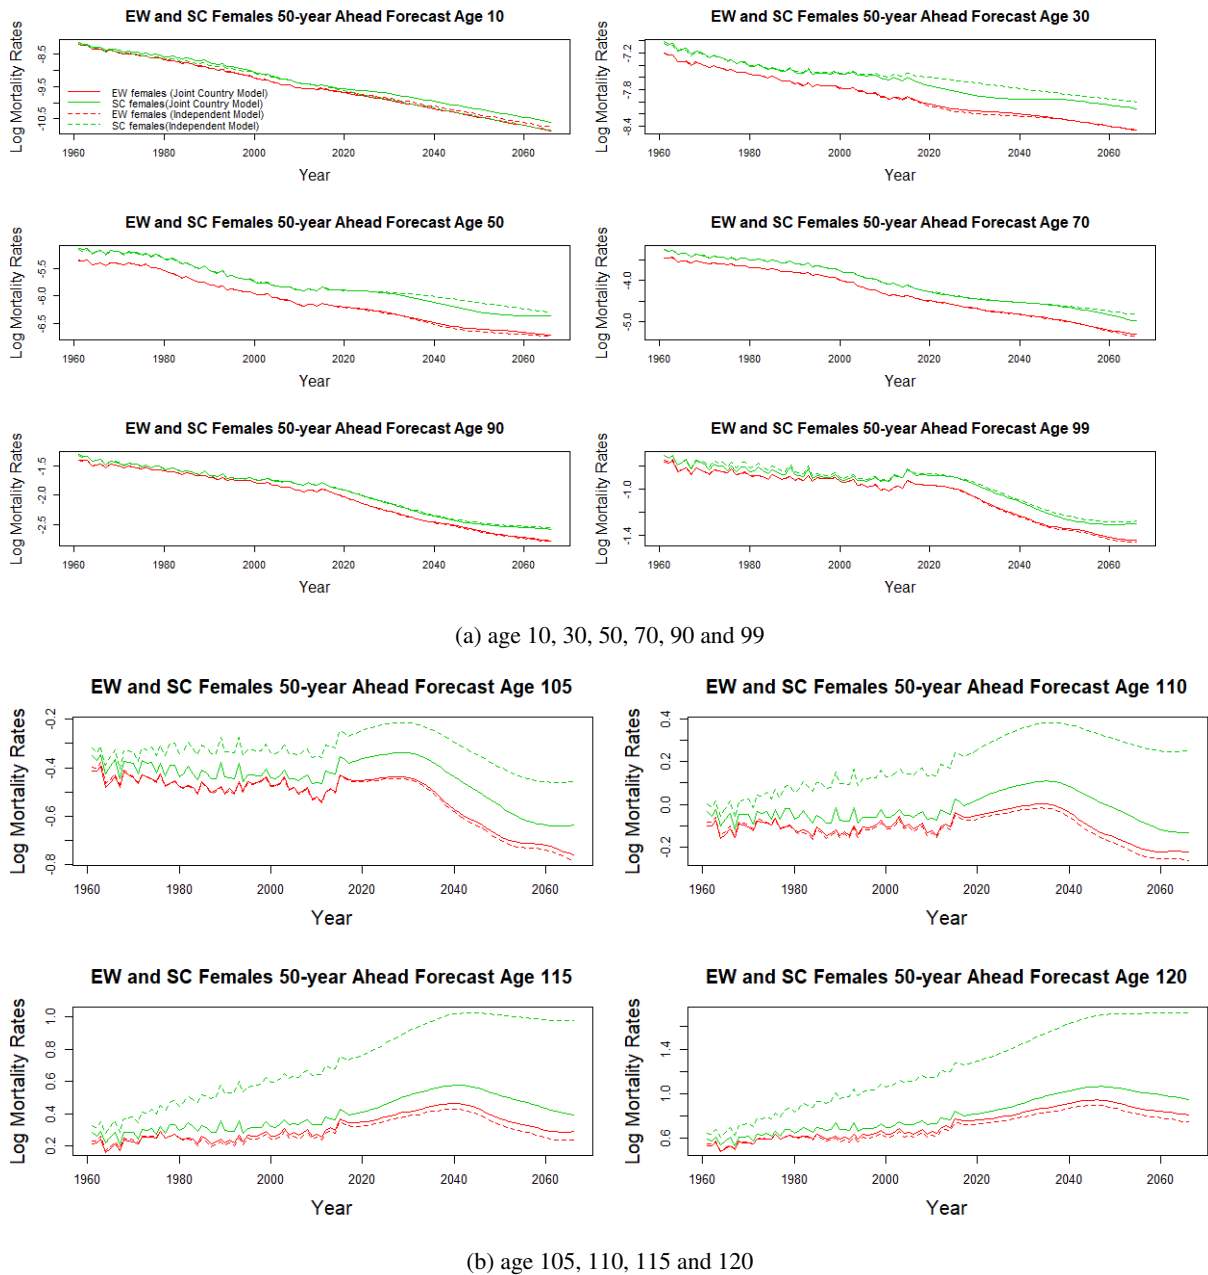 EW and SC Females 50-year Ahead Forecast Age 10
Log Mortality Rates
-8.5
-9.5
-10.5
EW females (Joint Country Model)
SC females(Joint Country Model)
EW females (Independent Model)
SC females(Independent Model)
1960 1980 2000 2020 2040 2060
Year
EW and SC Females 50-year Ahead Forecast Age 30
Log Mortality Rates
-7.2
-7.8
-8.4
1960 1980 2000 2020 2040 2060
Year
EW and SC Females 50-year Ahead Forecast Age 50
Log Mortality Rates
-5.5
-6.0
-6.5
1960 1980 2000 2020 2040 2060
Year
EW and SC Females 50-year Ahead Forecast Age 70
Log Mortality Rates
-4.0
-5.0
1960 1980 2000 2020 2040 2060
Year
EW and SC Females 50-year Ahead Forecast Age 90
Log Mortality Rates
-1.5
-2.0
-2.5
1960 1980 2000 2020 2040 2060
Year
EW and SC Females 50-year Ahead Forecast Age 99
Log Mortality Rates
-1.0
-1.4
1960 1980 2000 2020 2040 2060
Year
(a) age 10, 30, 50, 70, 90 and 99
EW and SC Females 50-year Ahead Forecast Age 105
Log Mortality Rates
-0.2
-0.4
-0.6
-0.8
1960 1980 2000 2020 2040 2060
Year
EW and SC Females 50-year Ahead Forecast Age 110
Log Mortality Rates
0.4
0.2
0.0
-0.2
1960 1980 2000 2020 2040 2060
Year
EW and SC Females 50-year Ahead Forecast Age 115
Log Mortality Rates
1.0
0.8
0.6
0.4
0.2
1960 1980 2000 2020 2040 2060
Year
EW and SC Females 50-year Ahead Forecast Age 120
Log Mortality Rates
1.4
1.0
0.6
1960 1980 2000 2020 2040 2060
Year
(b) age 105, 110, 115 and 120